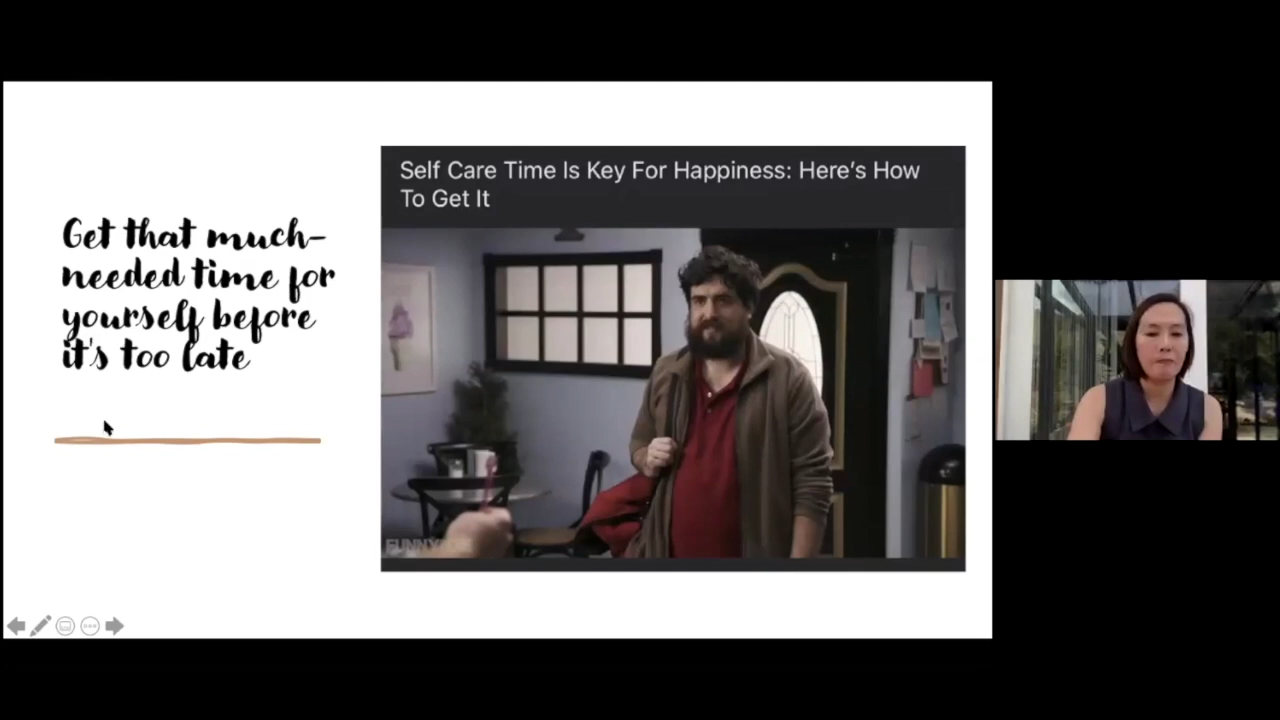 Get that much-
needed time for
yourself before
it's too late
Self Care Time Is Key For Happiness: Here's How
To Get It